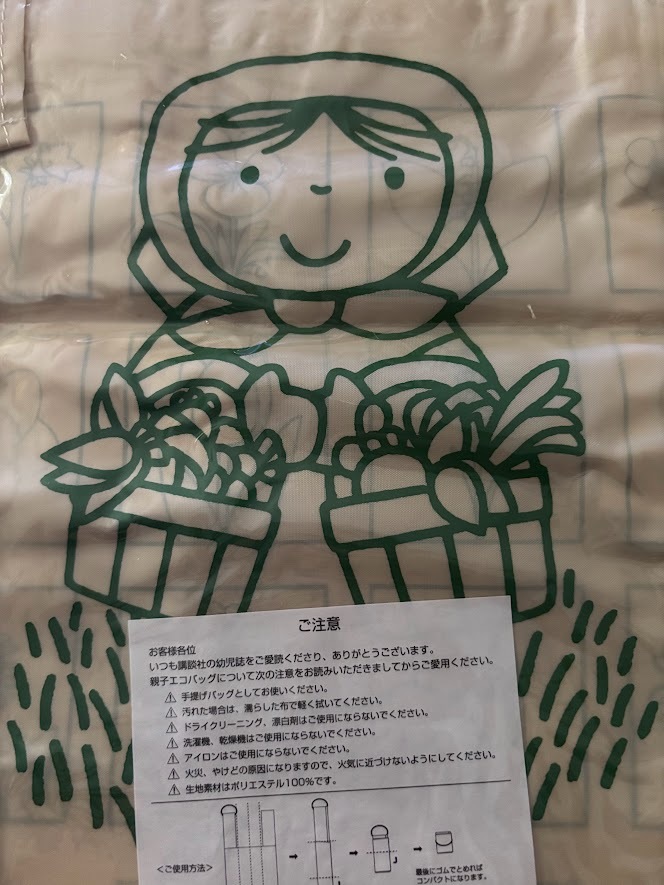 ご注意
お客様各位
いつも講談社の幼児誌をご愛読くださり、ありがとうございます。
親子エコバッグについて次の注意をお読みいただきましてからご愛用ください。
⚠ 手提げバッグとしてお使いください。
⚠ 汚れた場合は、濡らした布で軽く拭いてください。
⚠ ドライクリーニング、漂白剤はご使用にならないでください。
⚠ 洗濯機、乾燥機はご使用にならないでください。
⚠ アイロンはご使用にならないでください。
⚠ 火災、やけどの原因になりますので、火気に近づけないようにしてください。
⚠ 生地素材はポリエステル100%です。
<ご使用方法>
最後にゴムでとめれば
コンパクトになります。